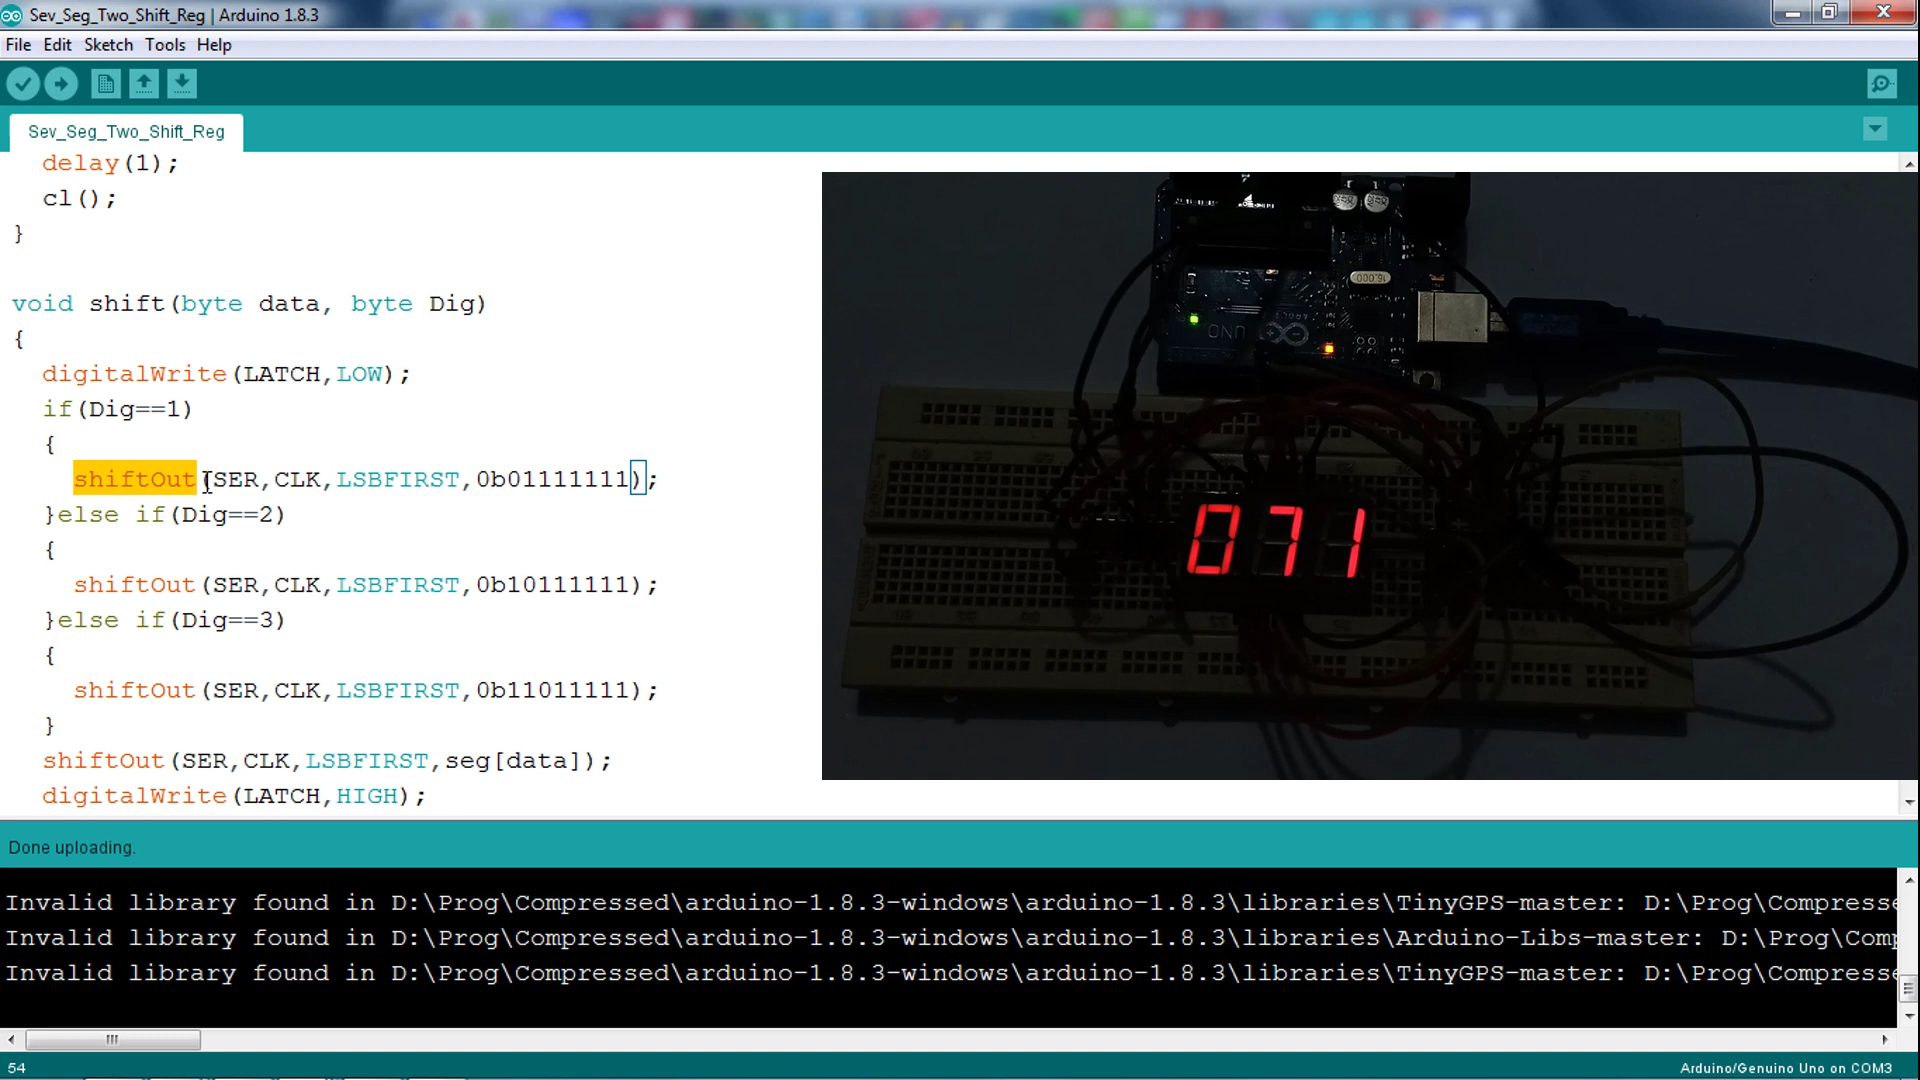 Sev_Seg_Two_Shift_Reg | Arduino 1.8.3
File Edit Sketch Tools Help
Sev_Seg_Two_Shift_Reg
delay(1);
cl();
}
void shift(byte data, byte Dig)
{
digitalWrite(LATCH,LOW);
if(Dig==1)
{
shiftOut(SER,CLK,LSBFIRST,0b01111111);
}else if(Dig==2)
{
shiftOut(SER,CLK,LSBFIRST,0b10111111);
}else if(Dig==3)
{
shiftOut(SER,CLK,LSBFIRST,0b11011111);
}
shiftOut(SER,CLK,LSBFIRST,seg[data]);
digitalWrite(LATCH,HIGH);
16.000
UNO
071
Done uploading.
Invalid library found in D:\Prog\Compressed\arduino-1.8.3-windows\arduino-1.8.3\libraries\TinyGPS-master: D:\Prog\Compresse
Invalid library found in D:\Prog\Compressed\arduino-1.8.3-windows\arduino-1.8.3\libraries\Arduino-Libs-master: D:\Prog\Com
Invalid library found in D:\Prog\Compressed\arduino-1.8.3-windows\arduino-1.8.3\libraries\TinyGPS-master: D:\Prog\Compresse
54
Arduino/Genuino Uno on COM3